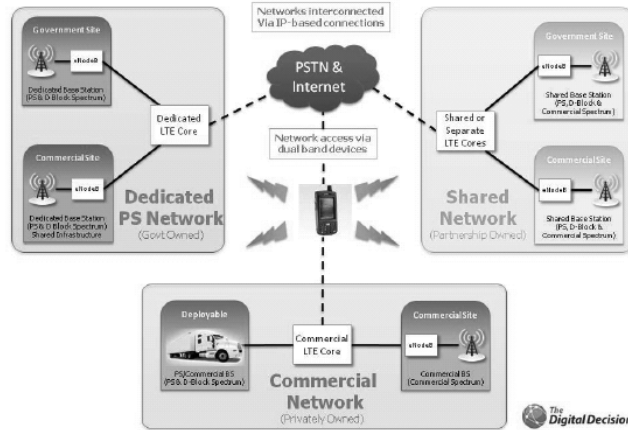 Networks interconnected
Via IP-based connections
PSTN &
Internet
Network access via
dual band devices
Government Site
eNodeB
Dedicated Base Station
(PS & D-Block Spectrum)
Commercial Site
eNodeB
Dedicated Base Station
(PS & D Block Spectrum)
Shared Infrastructure
Dedicated
LTE Core
Dedicated
PS Network
(Govt Owned)
Government Site
eNodeB
Shared Base Station
(PS, D-Block &
Commercial Spectrum)
Shared or
Separate
LTE Cores
Commercial Site
eNodeB
Shared Base Station
(PS, D-Block &
Commercial Spectrum)
Shared
Network
(Partnership Owned)
Deployable
PS/Commercial BS
(PS & D-Block Spectrum)
Commercial
LTE Core
Commercial Site
eNodeB
Commercial BS
(Commercial Spectrum)
Commercial
Network
(Privately Owned)
The
Digital Decision